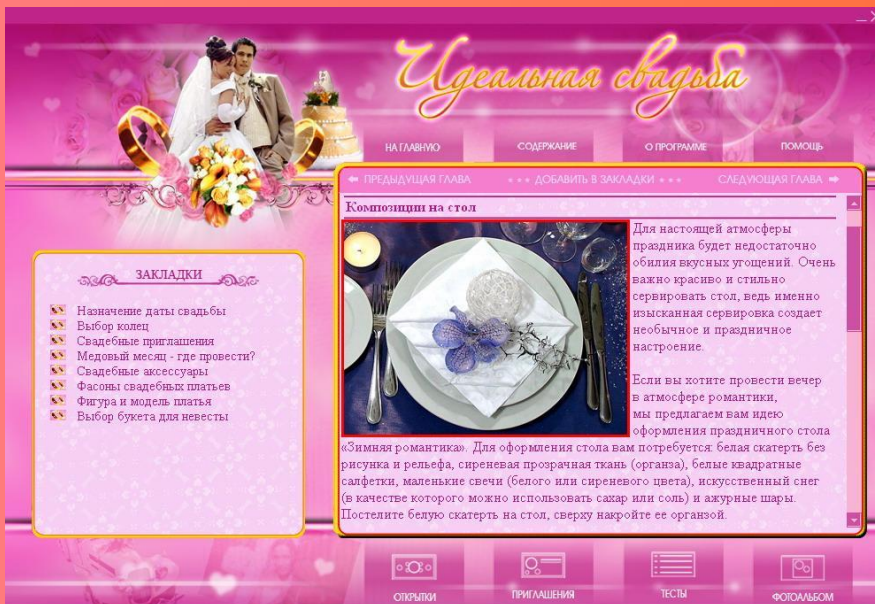 Идеальная свадьба
НА ГЛАВНУЮ
СОДЕРЖАНИЕ
О ПРОГРАММЕ
ПОМОЩЬ
ПРЕДЫДУЩАЯ ГЛАВА
ДОБАВИТЬ В ЗАКЛАДКИ
СЛЕДУЮЩАЯ ГЛАВА
Композиции на стол
Для настоящей атмосферы
праздника будет недостаточно
обилия вкусных угощений. Очень
важно красиво и стильно
сервировать стол, ведь именно
изысканная сервировка создает
необычное и праздничное
настроение.
Если вы хотите провести вечер
в атмосфере романтики,
мы предлагаем вам идею
оформления праздничного стола
«Зимняя романтика». Для оформления стола вам потребуется: белая скатерть без
рисунка и рельефа, сиреневая прозрачная ткань (органза), белые квадратные
салфетки, маленькие свечи (белого или сиреневого цвета), искусственный снег
(в качестве которого можно использовать сахар или соль) и ажурные шары.
Постелите белую скатерть на стол, сверху накройте ее органзой.
ЗАКЛАДКИ
Назначение даты свадьбы
Выбор колец
Свадебные приглашения
Медовый месяц - где провести?
Свадебные аксессуары
Фасоны свадебных платьев
Фигура и модель платья
Выбор букета для невесты
ОТКРЫТКИ
ПРИГЛАШЕНИЯ
ТЕСТЫ
ФОТОАЛЬБОМ